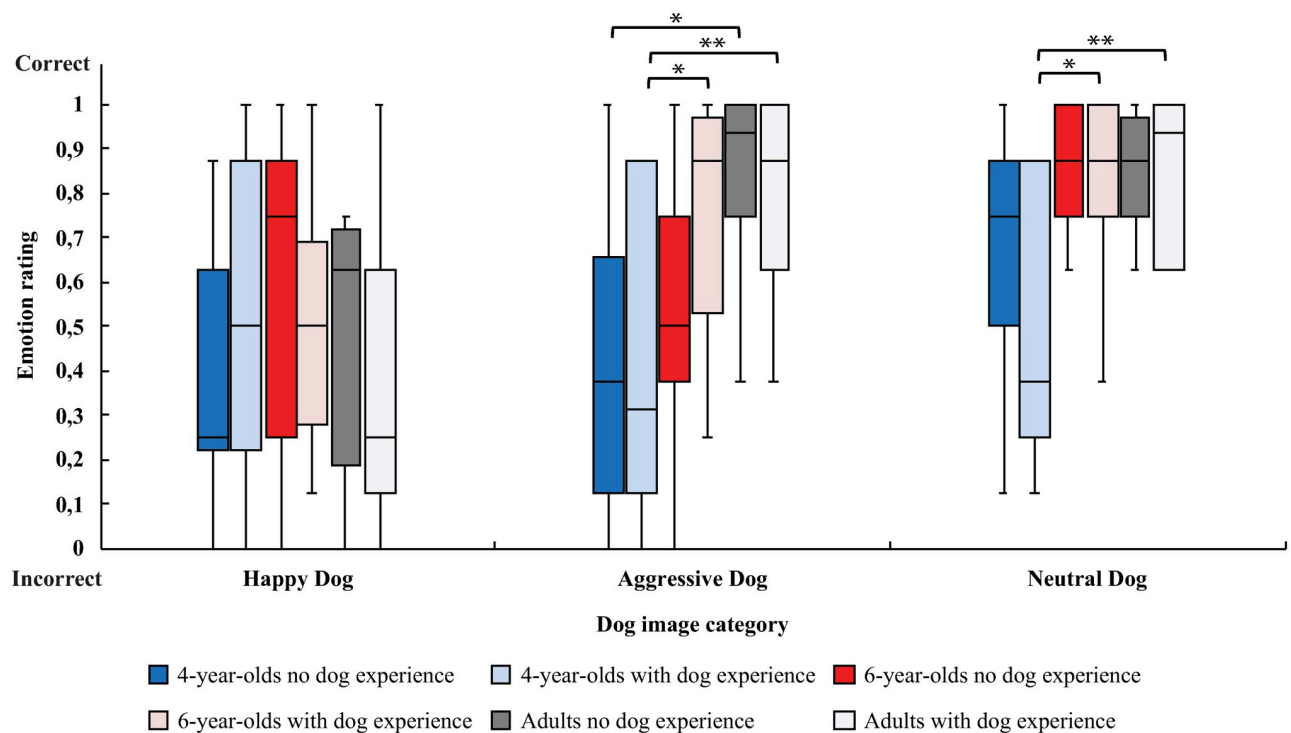 *
**
*
**
*
Correct
1
0,9
0,8
0,7
0,6
0,5
0,4
0,3
0,2
0,1
0
Emotion rating
Incorrect
Happy Dog
Aggressive Dog
Neutral Dog
Dog image category
4-year-olds no dog experience
4-year-olds with dog experience
6-year-olds no dog experience
6-year-olds with dog experience
Adults no dog experience
Adults with dog experience